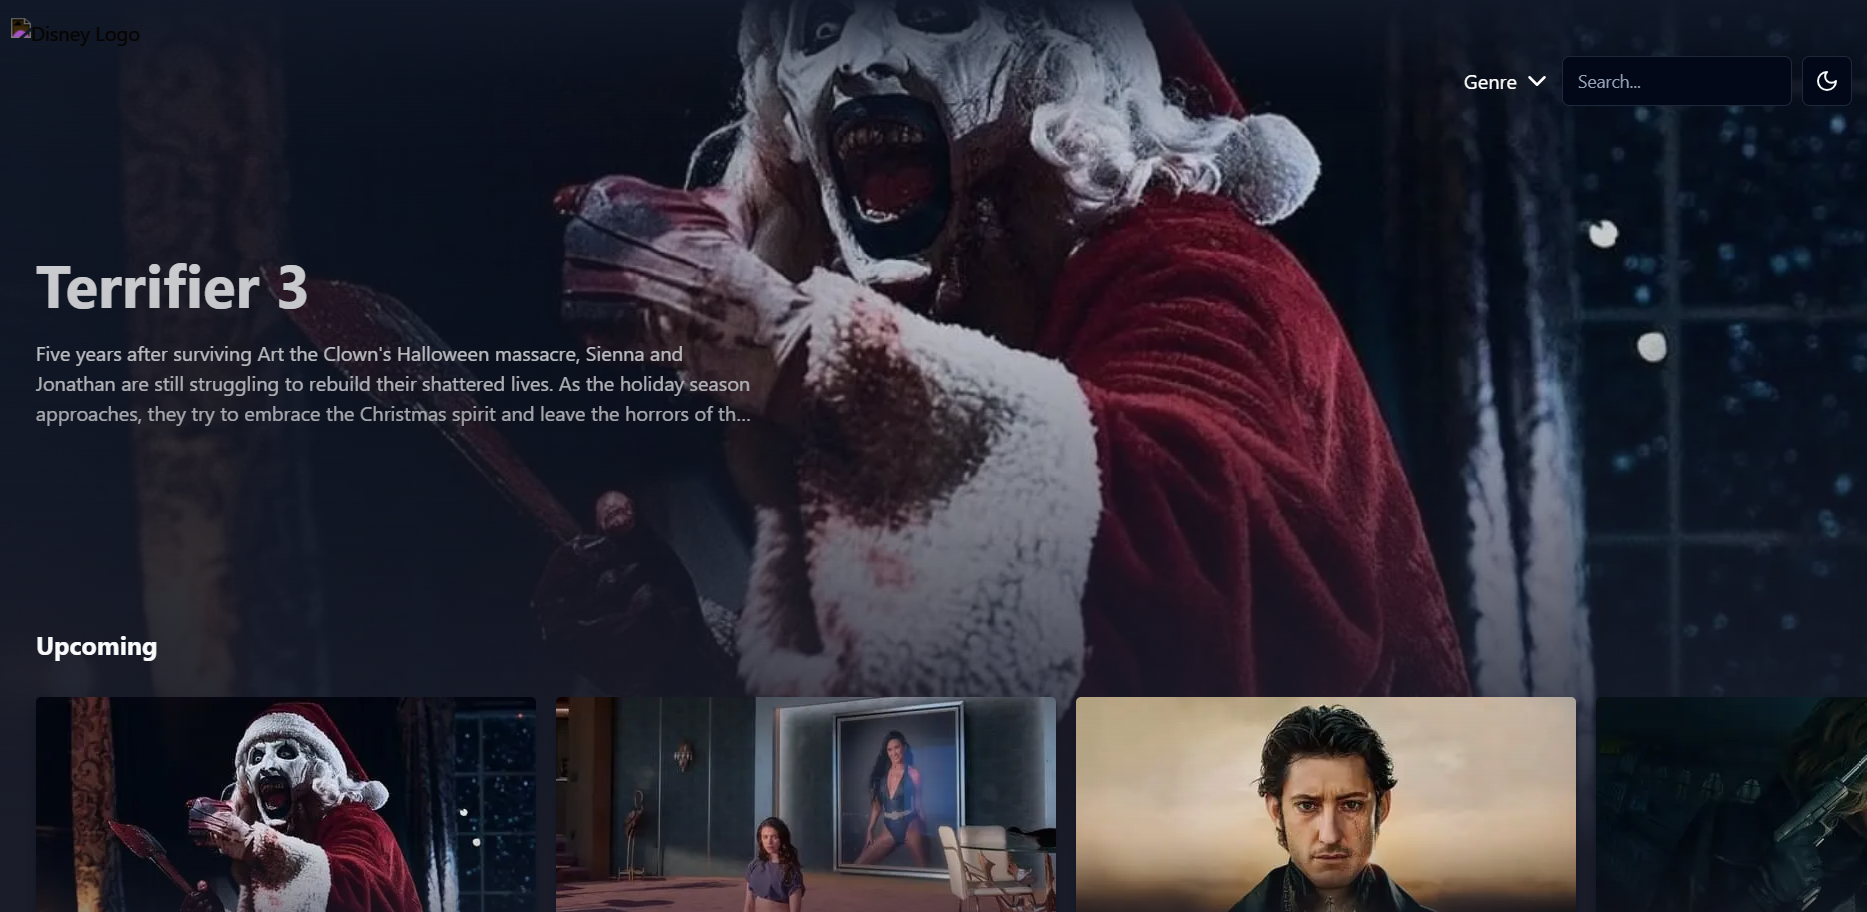 Disney Logo
Genre
Search...
Terrifier 3
Five years after surviving Art the Clown's Halloween massacre, Sienna and
Jonathan are still struggling to rebuild their shattered lives. As the holiday season
approaches, they try to embrace the Christmas spirit and leave the horrors of th...
Upcoming